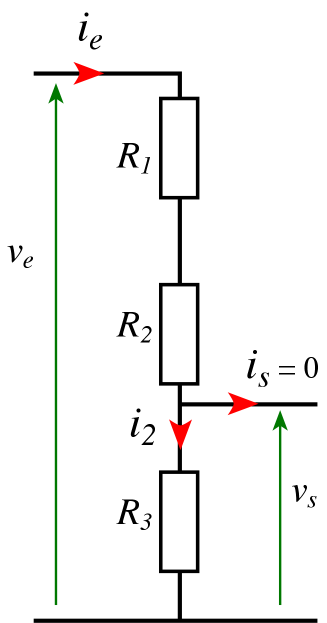 i_e
R_1
v_e
R_2
i_s = 0
i_2
v_s
R_3